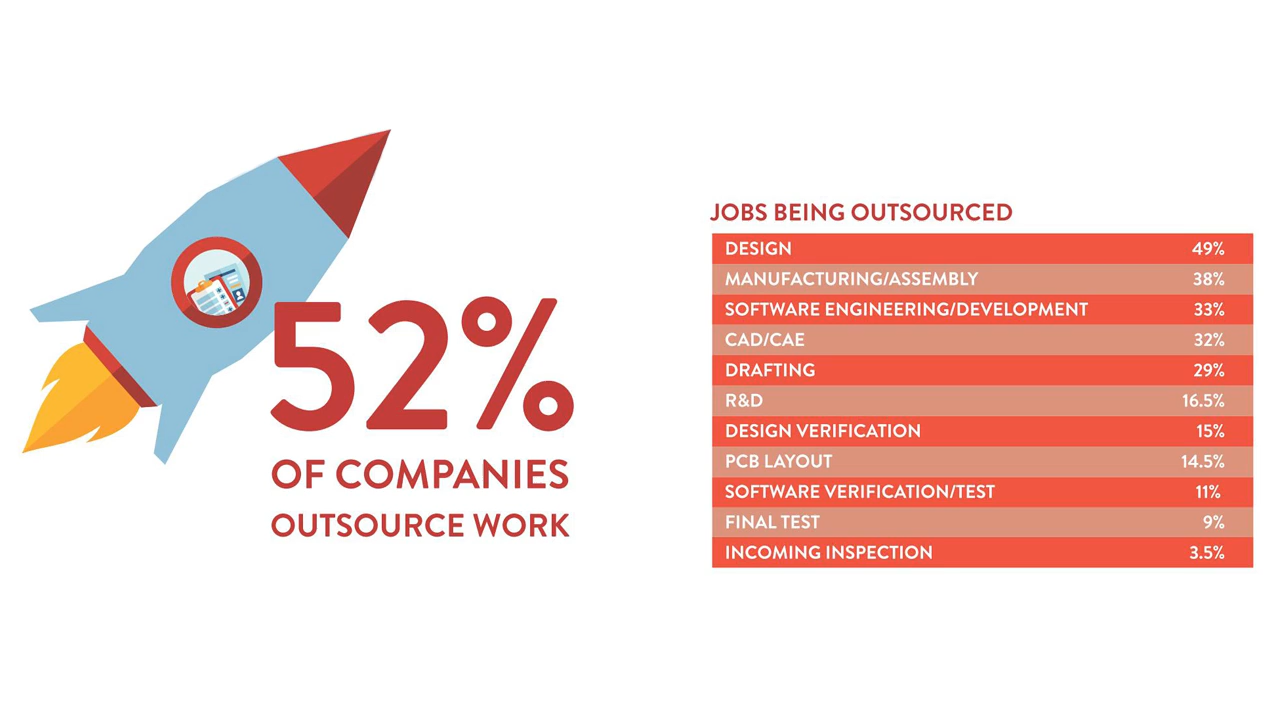 52%
OF COMPANIES
OUTSOURCE WORK
JOBS BEING OUTSOURCED
DESIGN 49%
MANUFACTURING/ASSEMBLY 38%
SOFTWARE ENGINEERING/DEVELOPMENT 33%
CAD/CAE 32%
DRAFTING 29%
R&D 16.5%
DESIGN VERIFICATION 15%
PCB LAYOUT 14.5%
SOFTWARE VERIFICATION/TEST 11%
FINAL TEST 9%
INCOMING INSPECTION 3.5%